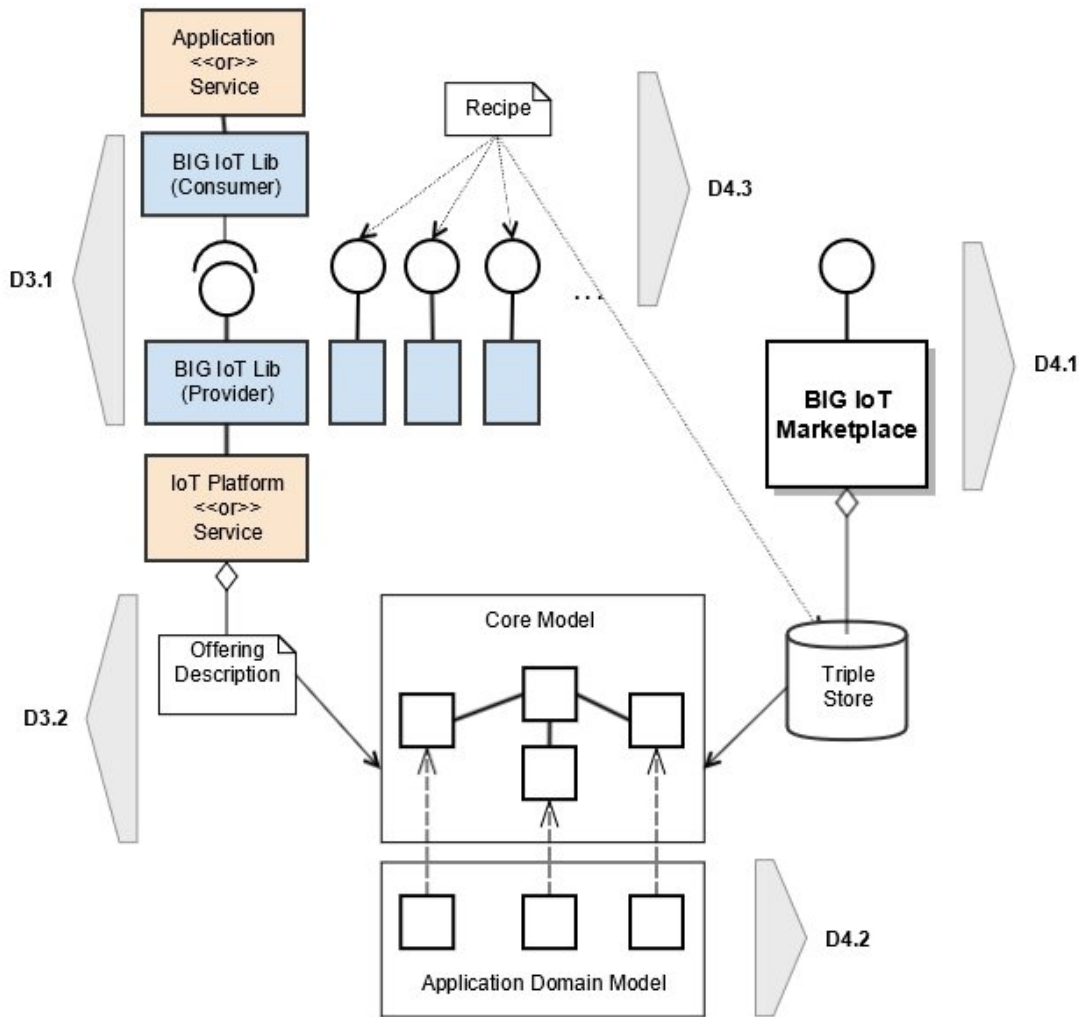 Application
<<or>>
Service
BIG IoT Lib
(Consumer)
D3.1
BIG IoT Lib
(Provider)
IoT Platform
<<or>>
Service
Recipe
...
D4.3
BIG IoT
Marketplace
D4.1
Offering
Description
D3.2
Core Model
Triple
Store
Application Domain Model
D4.2